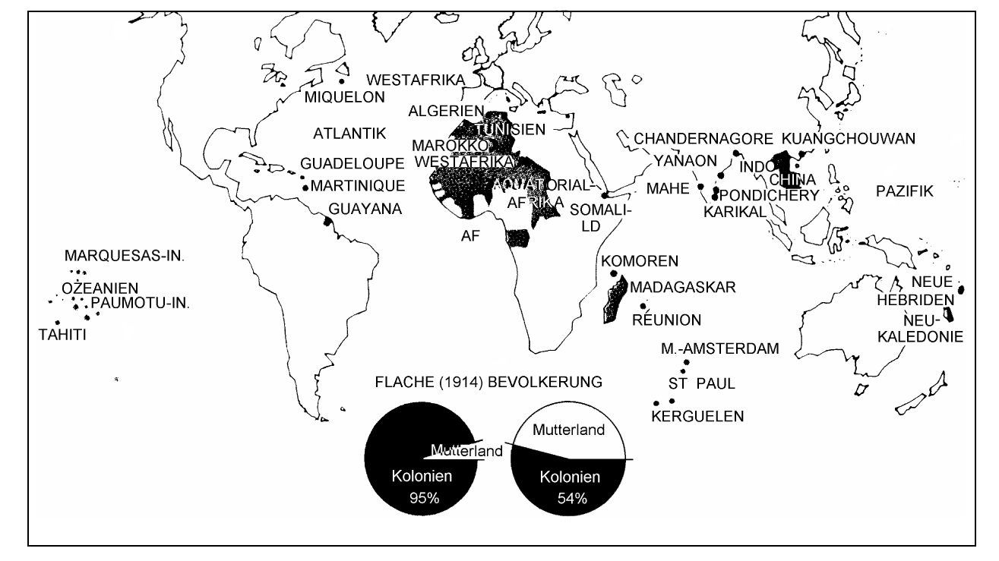 WESTAFRIKA
MIQUELON
ALGERIEN
ATLANTIK
TUNISIEN
MAROKKO
CHANDERNAGORE
KUANGCHOUWAN
GUADELOUPE
WESTAFRIKA
YANAON
INDO
CHINA
MARTINIQUE
ÄQUATORIAL-
AFRIKA
MAHE
PONDICHERY
PAZIFIK
GUAYANA
SOMALI-
LD
KARIKAL
AF
MARQUESAS-IN.
KOMOREN
OZEANIEN
MADAGASKAR
NEUE
HEBRIDEN
PAUMOTU-IN.
RÉUNION
NEU-
KALEDONIE
TAHITI
M.-AMSTERDAM
ST PAUL
KERGUELEN
FLACHE (1914) BEVOLKERUNG
Mutterland
Kolonien
95%
Mutterland
Kolonien
54%